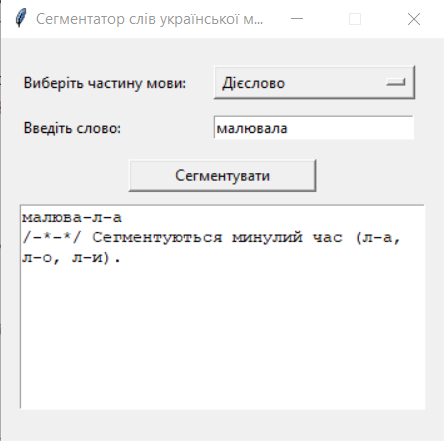 Сегментатор слів української м...
Виберіть частину мови:
Дієслово
Введіть слово:
малювала
Сегментувати
малюва-л-а
/-*-*/ Сегментуються минулий час (л-а,
л-о, л-и).